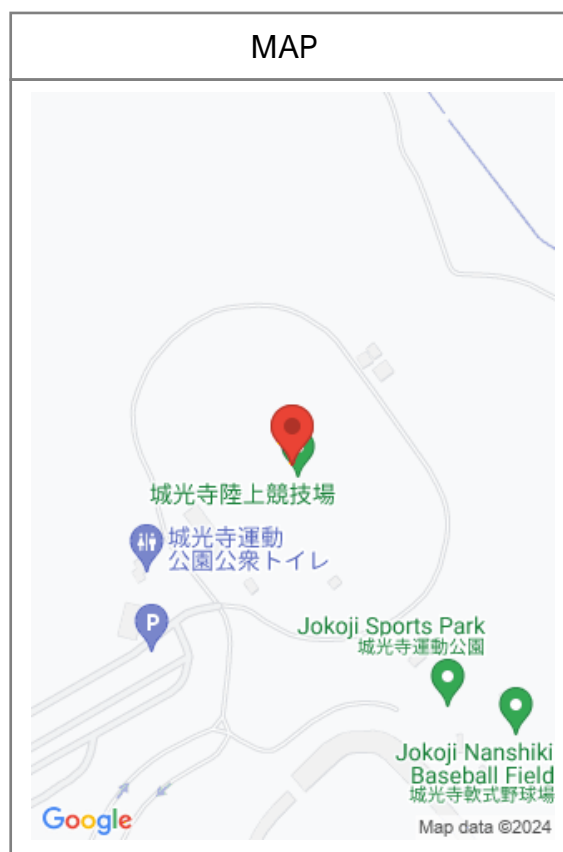 MAP
城光寺陸上競技場
城光寺運動
公園公衆トイレ
P
Jokoji Sports Park
城光寺運動公園
Jokoji Nanshiki
Baseball Field
城光寺軟式野球場
Google
Map data ©2024